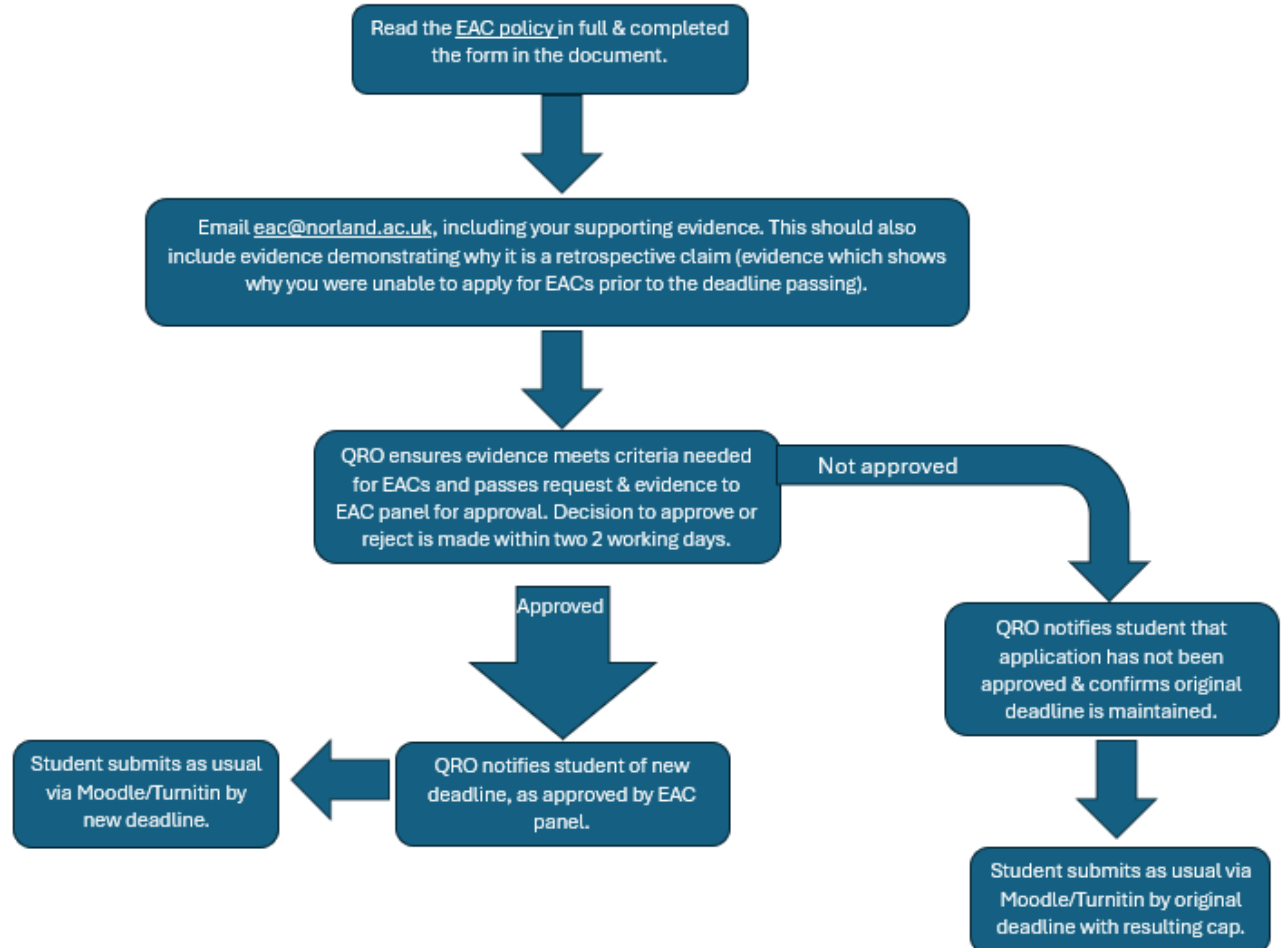 Read the EAC policy in full & completed
the form in the document.
Email eac@norland.ac.uk, including your supporting evidence. This should also
include evidence demonstrating why it is a retrospective claim (evidence which shows
why you were unable to apply for EACs prior to the deadline passing).
QRO ensures evidence meets criteria needed
for EACs and passes request & evidence to
EAC panel for approval. Decision to approve or
reject is made within two 2 working days.
Not approved
Approved
QRO notifies student that
application has not been
approved & confirms original
deadline is maintained.
QRO notifies student of new
deadline, as approved by EAC
panel.
Student submits as usual
via Moodle/Turnitin by
new deadline.
Student submits as usual via
Moodle/Turnitin by original
deadline with resulting cap.